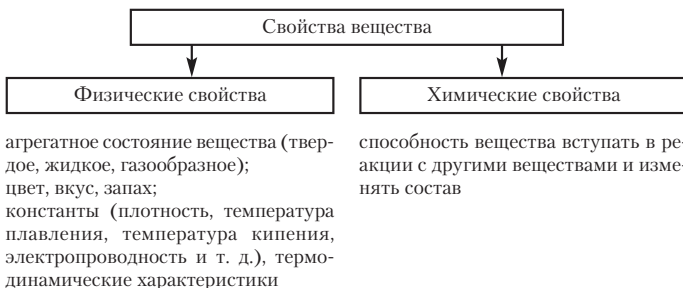 Свойства вещества
Физические свойства
Химические свойства
агрегатное состояние вещества (твер-
дое, жидкое, газообразное);
цвет, вкус, запах;
константы (плотность, температура
плавления, температура кипения,
электропроводность и т. д.), термо-
динамические характеристики
способность вещества вступать в ре-
акции с другими веществами и изме-
нять состав